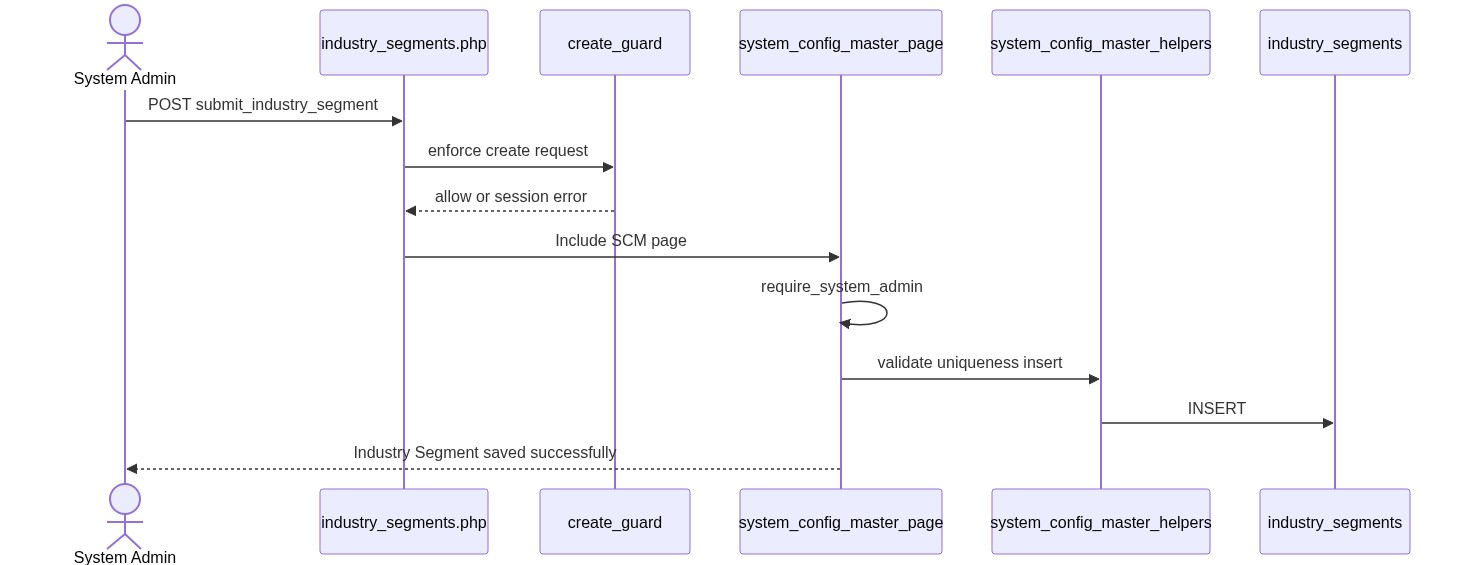 System Admin
industry_segments.php
create_guard
system_config_master_page
system_config_master_helpers
industry_segments
POST submit_industry_segment
enforce create request
allow or session error
Include SCM page
require_system_admin
validate uniqueness insert
INSERT
Industry Segment saved successfully
System Admin
industry_segments.php
create_guard
system_config_master_page
system_config_master_helpers
industry_segments